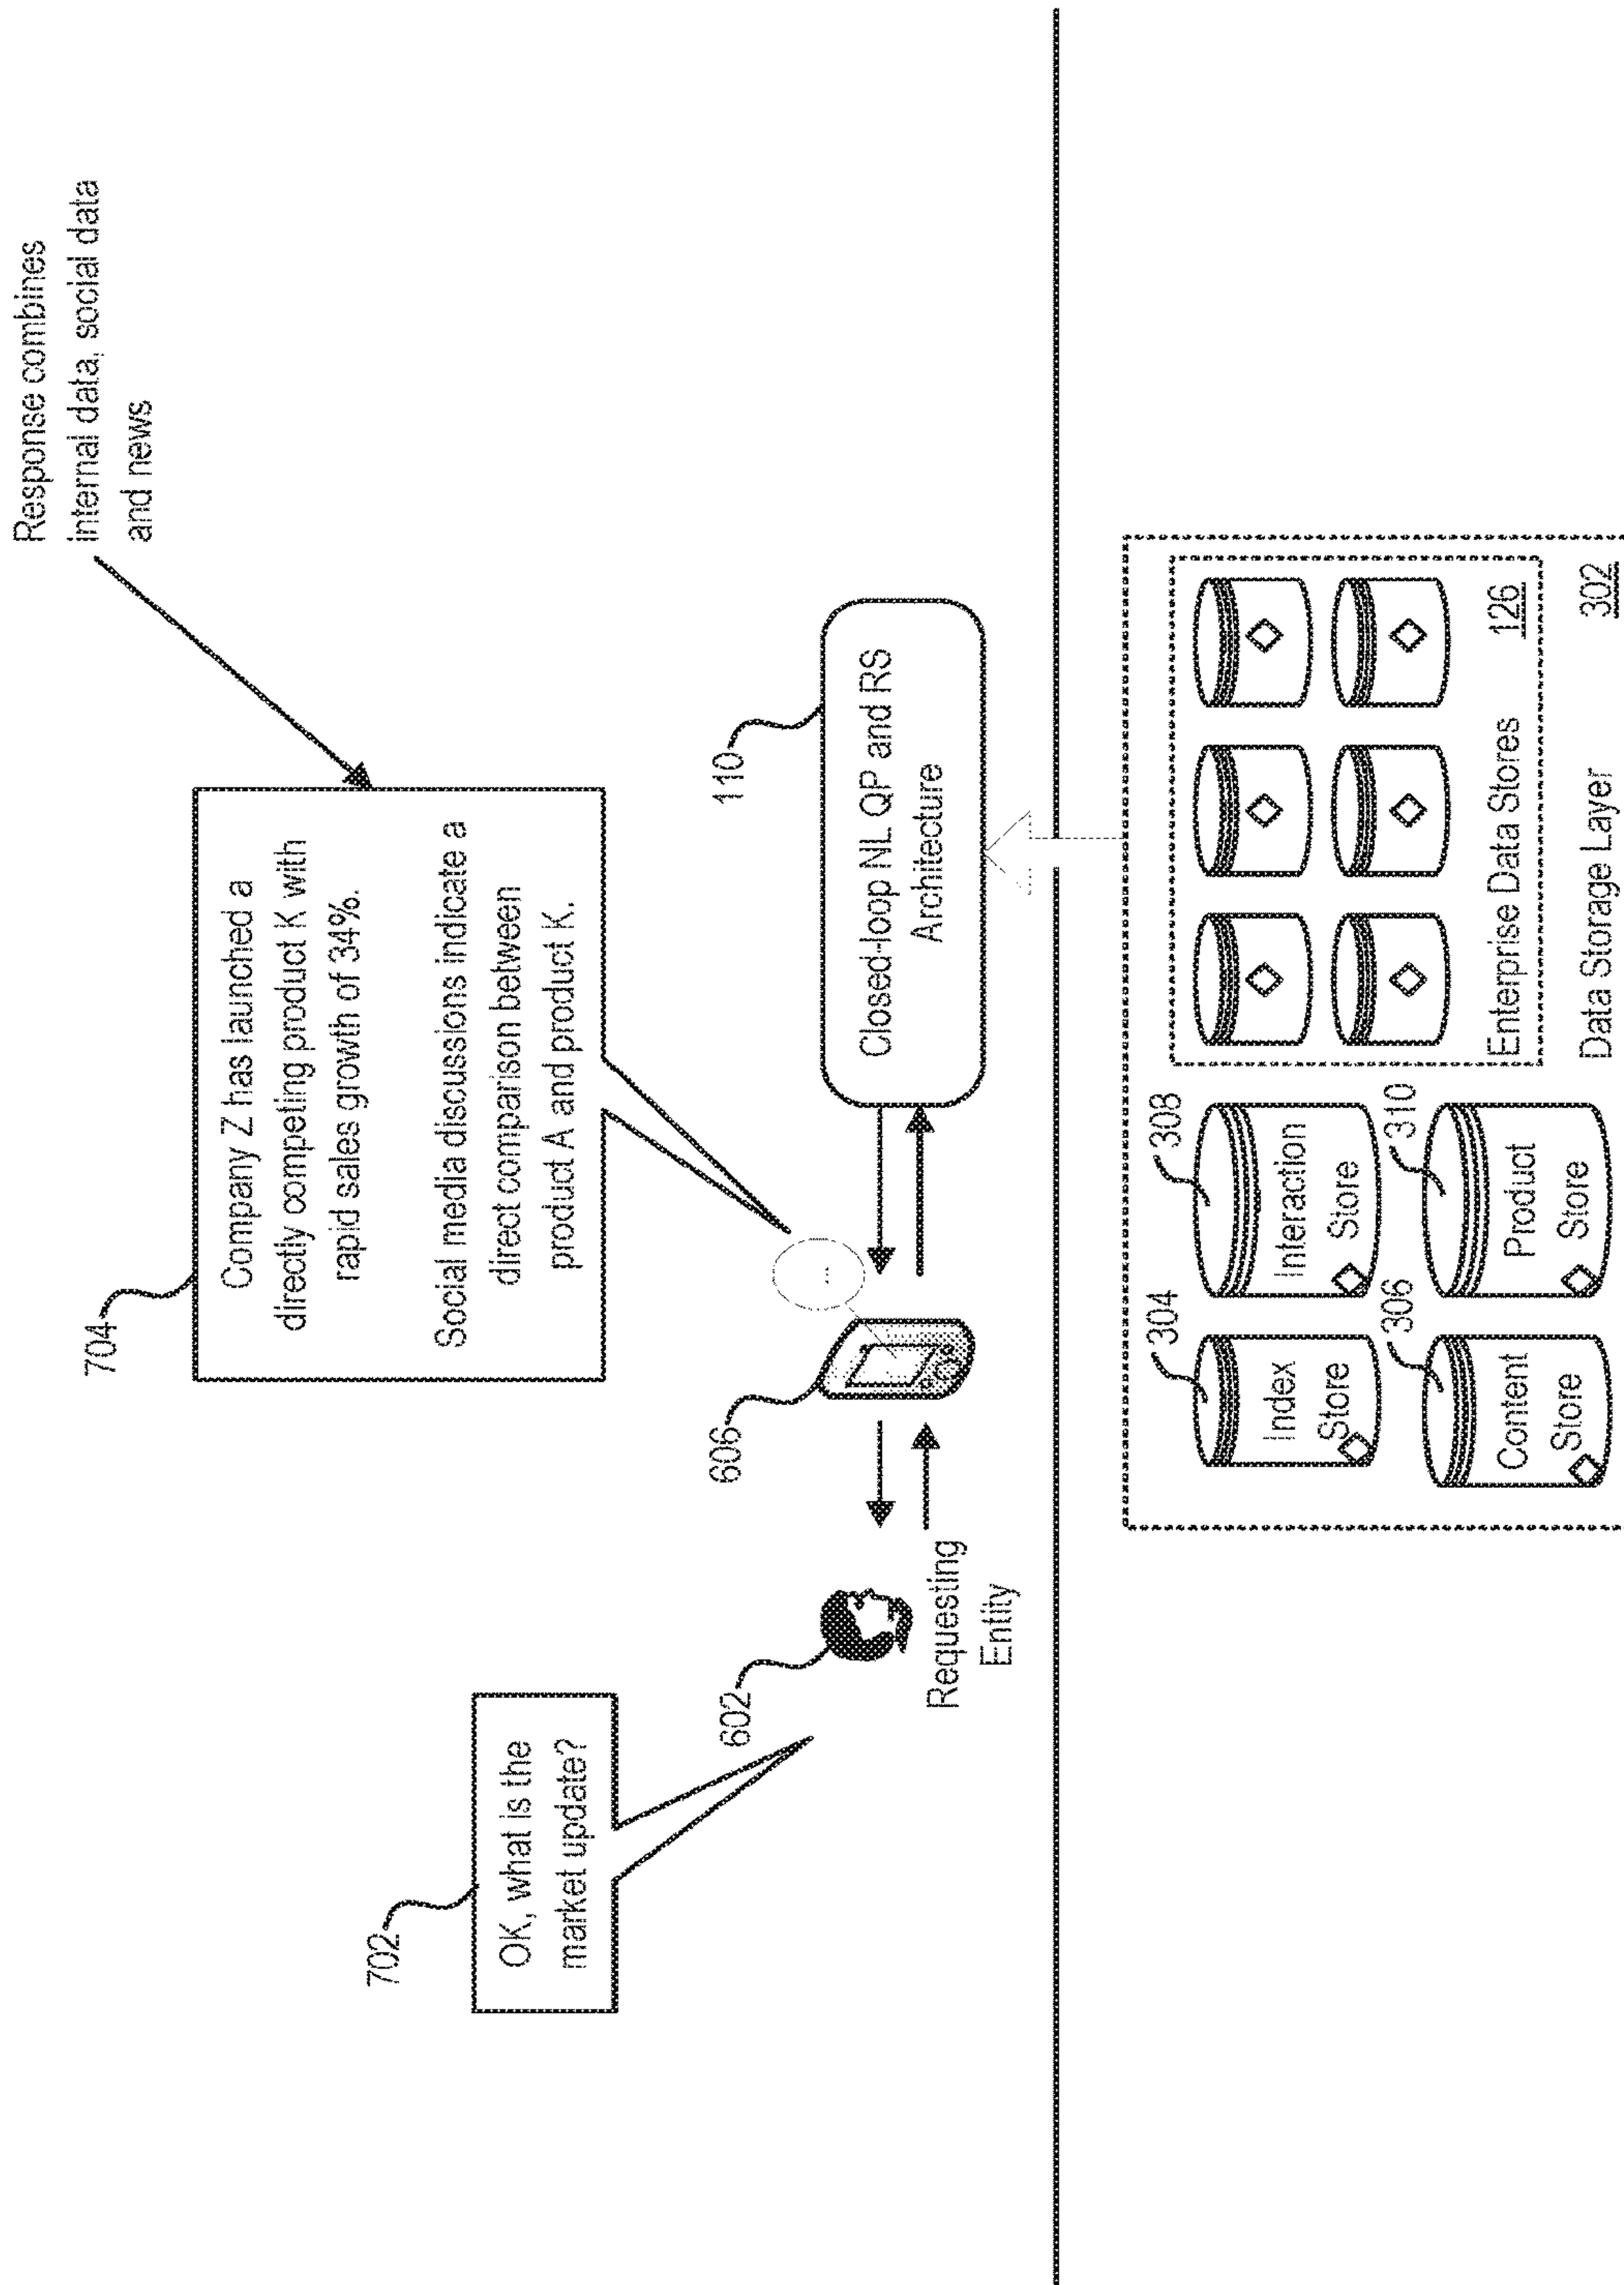 Response combines
internal data, social data
and news
704
Company Z has launched a
directly competing product K with
rapid sales growth of 34%.
Social media discussions indicate a
direct comparison between
product A and product K.
702
OK, what is the
market update?
602
Requesting
Entity
606
...
110
Closed-loop NL QP and RS
Architecture
304
Index
Store
308
Interaction
Store
306
Content
Store
310
Product
Store
Enterprise Data Stores
126
Data Storage Layer
302